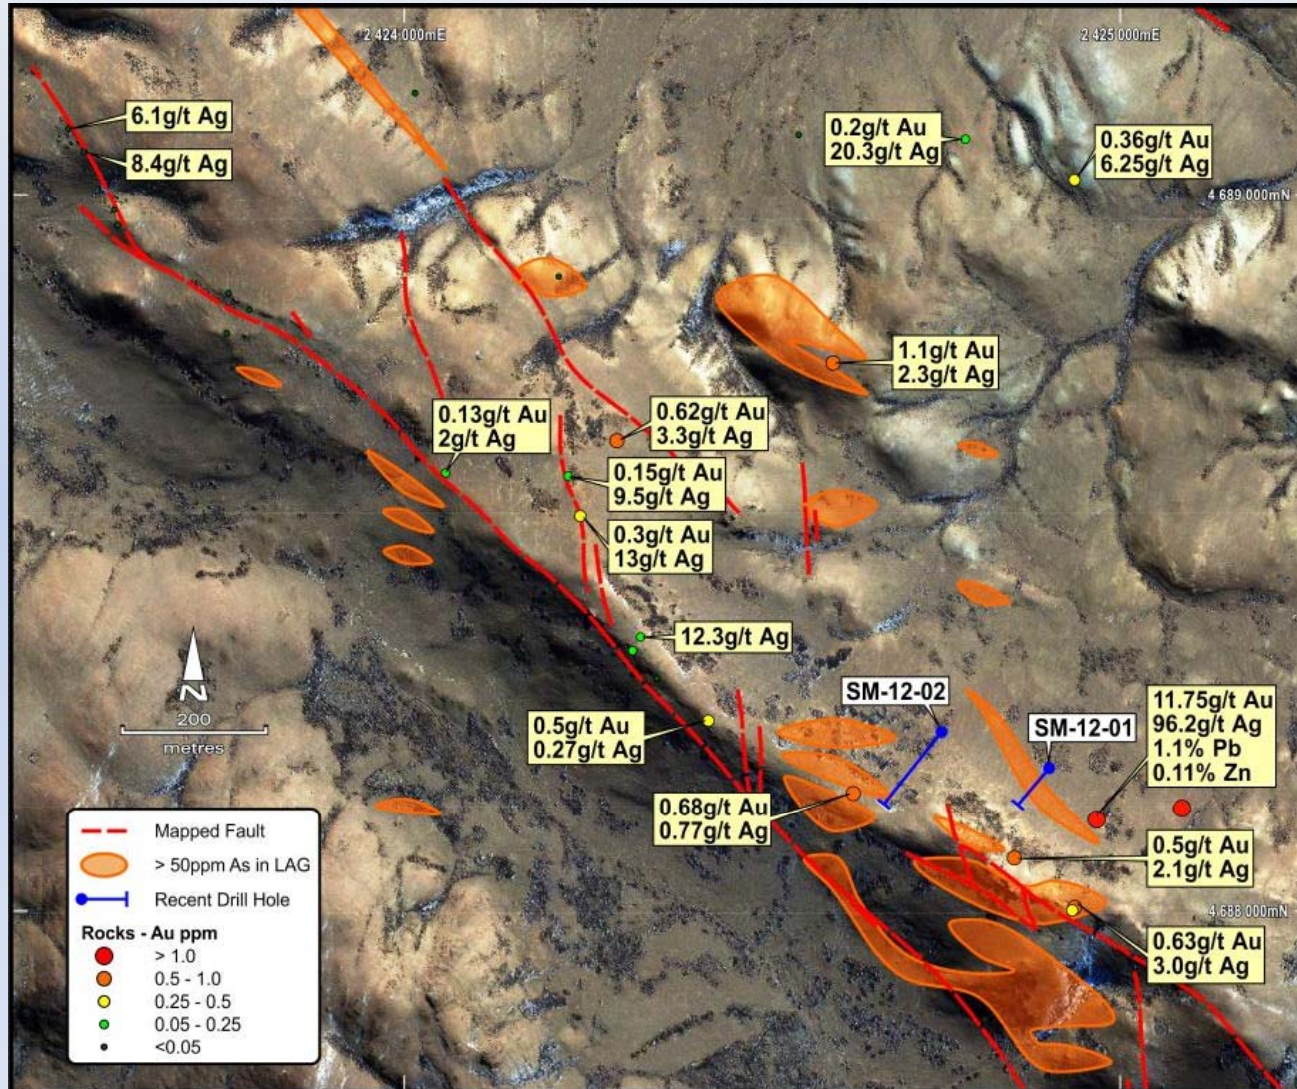 2 424 000mE
2 425 000mE
6.1g/t Ag
8.4g/t Ag
0.2g/t Au
20.3g/t Ag
0.36g/t Au
6.25g/t Ag
4 689 000mN
1.1g/t Au
2.3g/t Ag
0.13g/t Au
2g/t Ag
0.62g/t Au
3.3g/t Ag
0.15g/t Au
9.5g/t Ag
0.3g/t Au
13g/t Ag
12.3g/t Ag
N
200
metres
SM-12-02
SM-12-01
11.75g/t Au
96.2g/t Ag
1.1% Pb
0.11% Zn
0.5g/t Au
0.27g/t Ag
0.68g/t Au
0.77g/t Ag
0.5g/t Au
2.1g/t Ag
4 688 000mN
0.63g/t Au
3.0g/t Ag
Mapped Fault
> 50ppm As in LAG
Recent Drill Hole
Rocks - Au ppm
> 1.0
0.5 - 1.0
0.25 - 0.5
0.05 - 0.25
<0.05